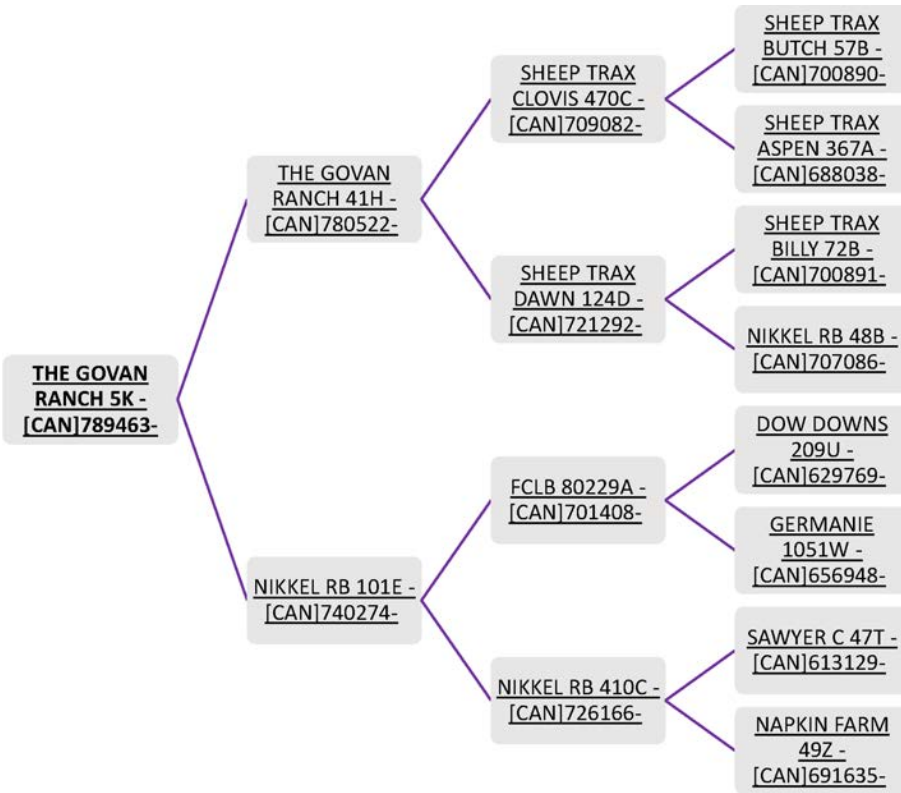 SHEEP TRAX
BUTCH 57B -
[CAN]700890-
SHEEP TRAX
CLOVIS 470C -
[CAN]709082-
SHEEP TRAX
ASPEN 367A -
[CAN]688038-
THE GOVAN
RANCH 41H -
[CAN]780522-
SHEEP TRAX
BILLY 72B -
[CAN]700891-
SHEEP TRAX
DAWN 124D -
[CAN]721292-
NIKKEL RB 48B -
[CAN]707086-
THE GOVAN
RANCH 5K -
[CAN]789463-
DOW DOWNS
209U -
[CAN]629769-
FCLB 80229A -
[CAN]701408-
GERMANIE
1051W -
[CAN]656948-
NIKKEL RB 101E -
[CAN]740274-
SAWYER C 47T -
[CAN]613129-
NIKKEL RB 410C -
[CAN]726166-
NAPKIN FARM
49Z -
[CAN]691635-